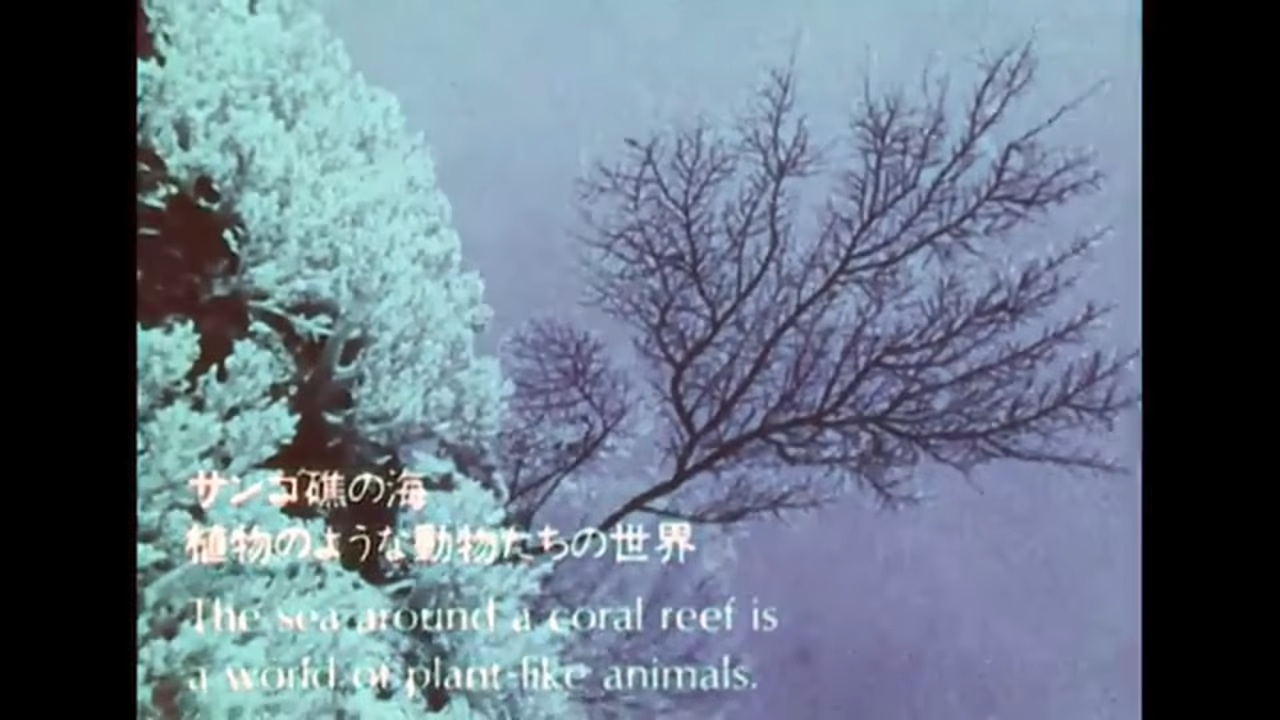 サンゴ礁の海
植物のような動物たちの世界
The sea around a coral reef is
a world of plant-like animals.